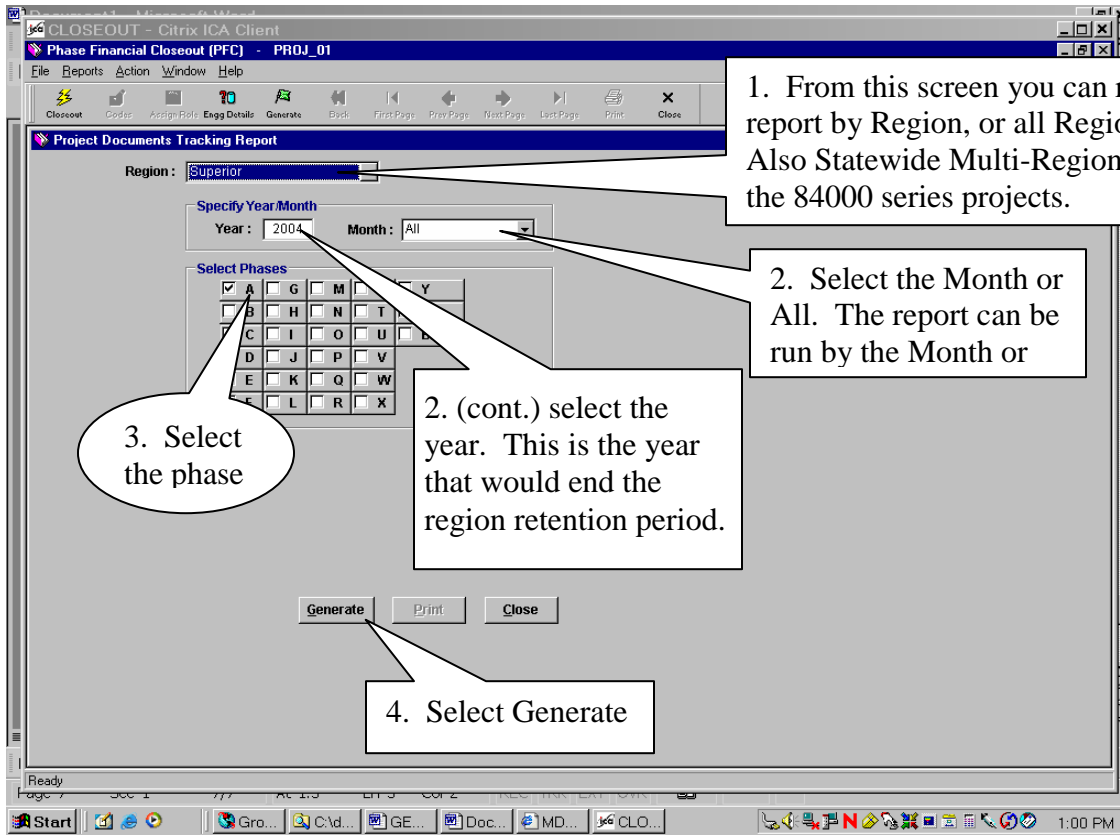 CLOSEOUT - Citrix ICA Client
Phase Financial Closeout (PFC) - PROJ_01
File Reports Action Window Help
Closeout Codes Assign Role Engg Details Generate Back First Page Prev Page Next Page Last Page Print Close
Project Documents Tracking Report
1. From this screen you can
report by Region, or all
Also Statewide Multi-Region
the 84000 series projects.
Region : Superior
Specify Year/Month
Year : 2004 Month : All
2. Select the Month or
All. The report can be
run by the Month or
Select Phases
A G M Y
B H N T
C I O U
D J P V
E K Q W
L R X
3. Select
the phase
2. (cont.) select the
year. This is the year
that would end the
region retention period.
Generate Print Close
4. Select Generate
Ready
Start Gro... C:\d... GE... Doc... MD... CLO... 1:00 PM